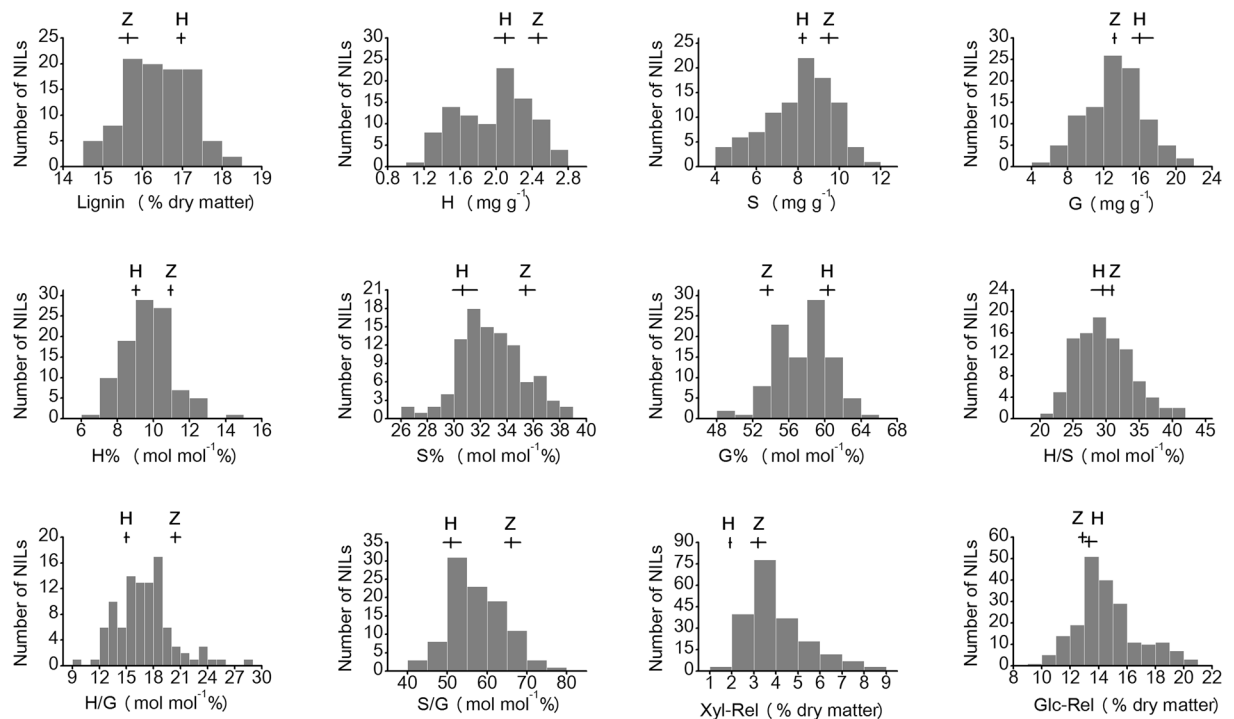 Z H
Number of NILs
25
20
15
10
5
0
14 15 16 17 18 19
Lignin (% dry matter)
H Z
Number of NILs
30
25
20
15
10
5
0
0.8 1.2 1.6 2.0 2.4 2.8
H (mg g⁻¹)
H Z
Number of NILs
25
20
15
10
5
0
4 6 8 10 12
S (mg g⁻¹)
Z H
Number of NILs
30
25
20
15
10
5
0
4 8 12 16 20 24
G (mg g⁻¹)
H Z
Number of NILs
30
25
20
15
10
5
0
6 8 10 12 14 16
H% (mol mol⁻¹%)
H Z
Number of NILs
21
18
15
12
9
6
3
0
26 28 30 32 34 36 38 40
S% (mol mol⁻¹%)
Z H
Number of NILs
30
25
20
15
10
5
0
48 52 56 60 64 68
G% (mol mol⁻¹%)
H Z
Number of NILs
24
20
16
12
8
4
0
20 25 30 35 40 45
H/S (mol mol⁻¹%)
H Z
Number of NILs
20
16
12
8
4
0
9 12 15 18 21 24 27 30
H/G (mol mol⁻¹%)
H Z
Number of NILs
35
30
25
20
15
10
5
0
40 50 60 70 80
S/G (mol mol⁻¹%)
H Z
Number of NILs
90
75
60
45
30
15
0
1 2 3 4 5 6 7 8 9
Xyl-Rel (% dry matter)
Z H
Number of NILs
60
50
40
30
20
10
0
8 10 12 14 16 18 20 22
Glc-Rel (% dry matter)